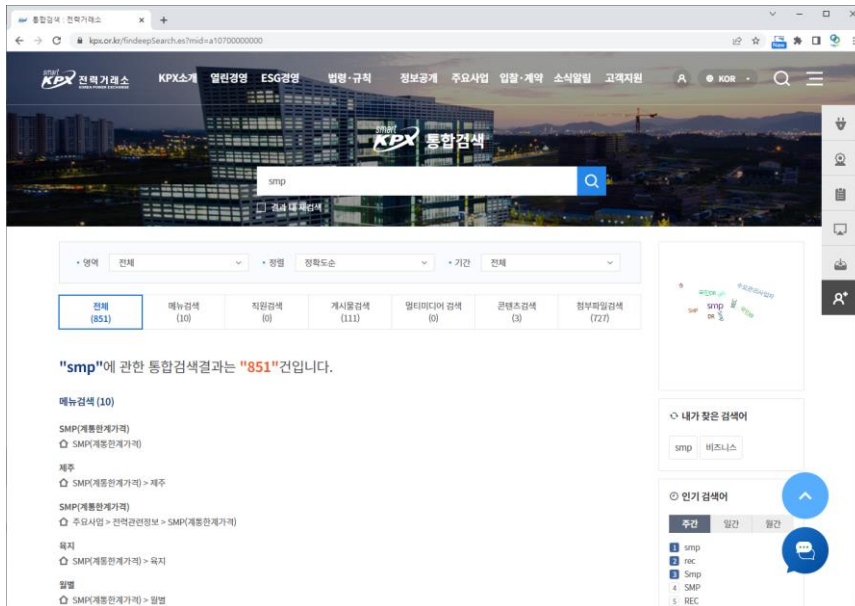 통합검색 : 전력거래소
kpx.or.kr/findeepSearch.es?mid=a10700000000
smart KPX 전력거래소
KOREA POWER EXCHANGE
KPX소개 열린경영 ESG경영 법령·규칙 정보공개 주요사업 입찰·계약 소식알림 고객지원
KOR
smart KPX 통합검색
smp
결과 내 재검색
영역 전체 정렬 정확도순 기간 전체
전체 메뉴검색 직원검색 게시물검색 멀티미디어 검색 콘텐츠검색 첨부파일검색
(851) (10) (0) (111) (0) (3) (727)
smp
SMP
DR
"smp"에 관한 통합검색결과는 "851"건입니다.
메뉴검색 (10)
SMP(계통한계가격)
SMP(계통한계가격)
제주
SMP(계통한계가격) > 제주
SMP(계통한계가격)
주요사업 > 전력관련정보 > SMP(계통한계가격)
육지
SMP(계통한계가격) > 육지
월별
SMP(계통한계가격) > 월별
내가 찾은 검색어
smp 비즈니스
인기 검색어
주간 일간 월간
1 smp
2 rec
3 Smp
4 SMP
5 REC